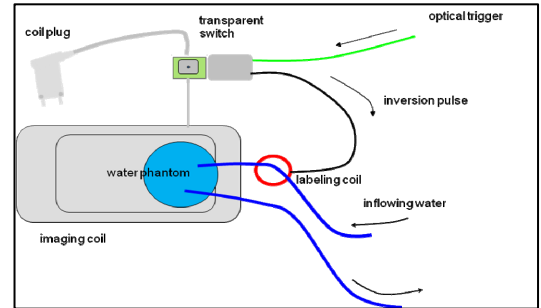 coil plug
transparent
switch
optical trigger
inversion pulse
water phantom
labeling coil
inflowing water
imaging coil